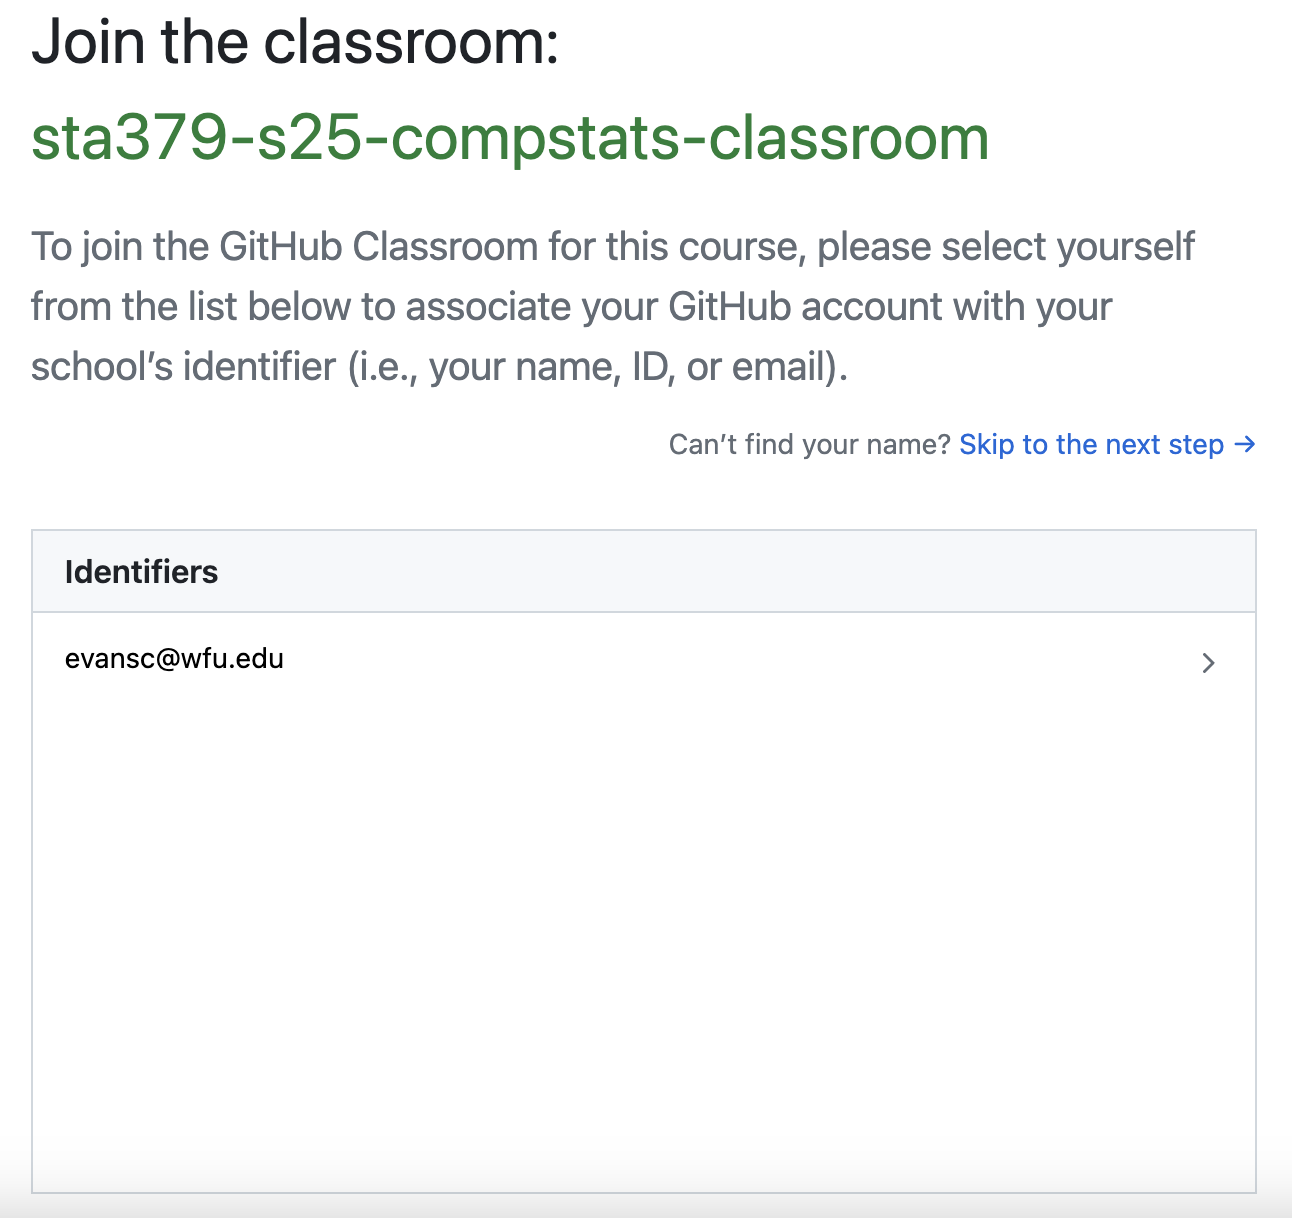 Join the classroom:
sta379-s25-compstats-classroom
To join the GitHub Classroom for this course, please select yourself
from the list below to associate your GitHub account with your
school’s identifier (i.e., your name, ID, or email).
Can’t find your name? Skip to the next step →
Identifiers
evansc@wfu.edu